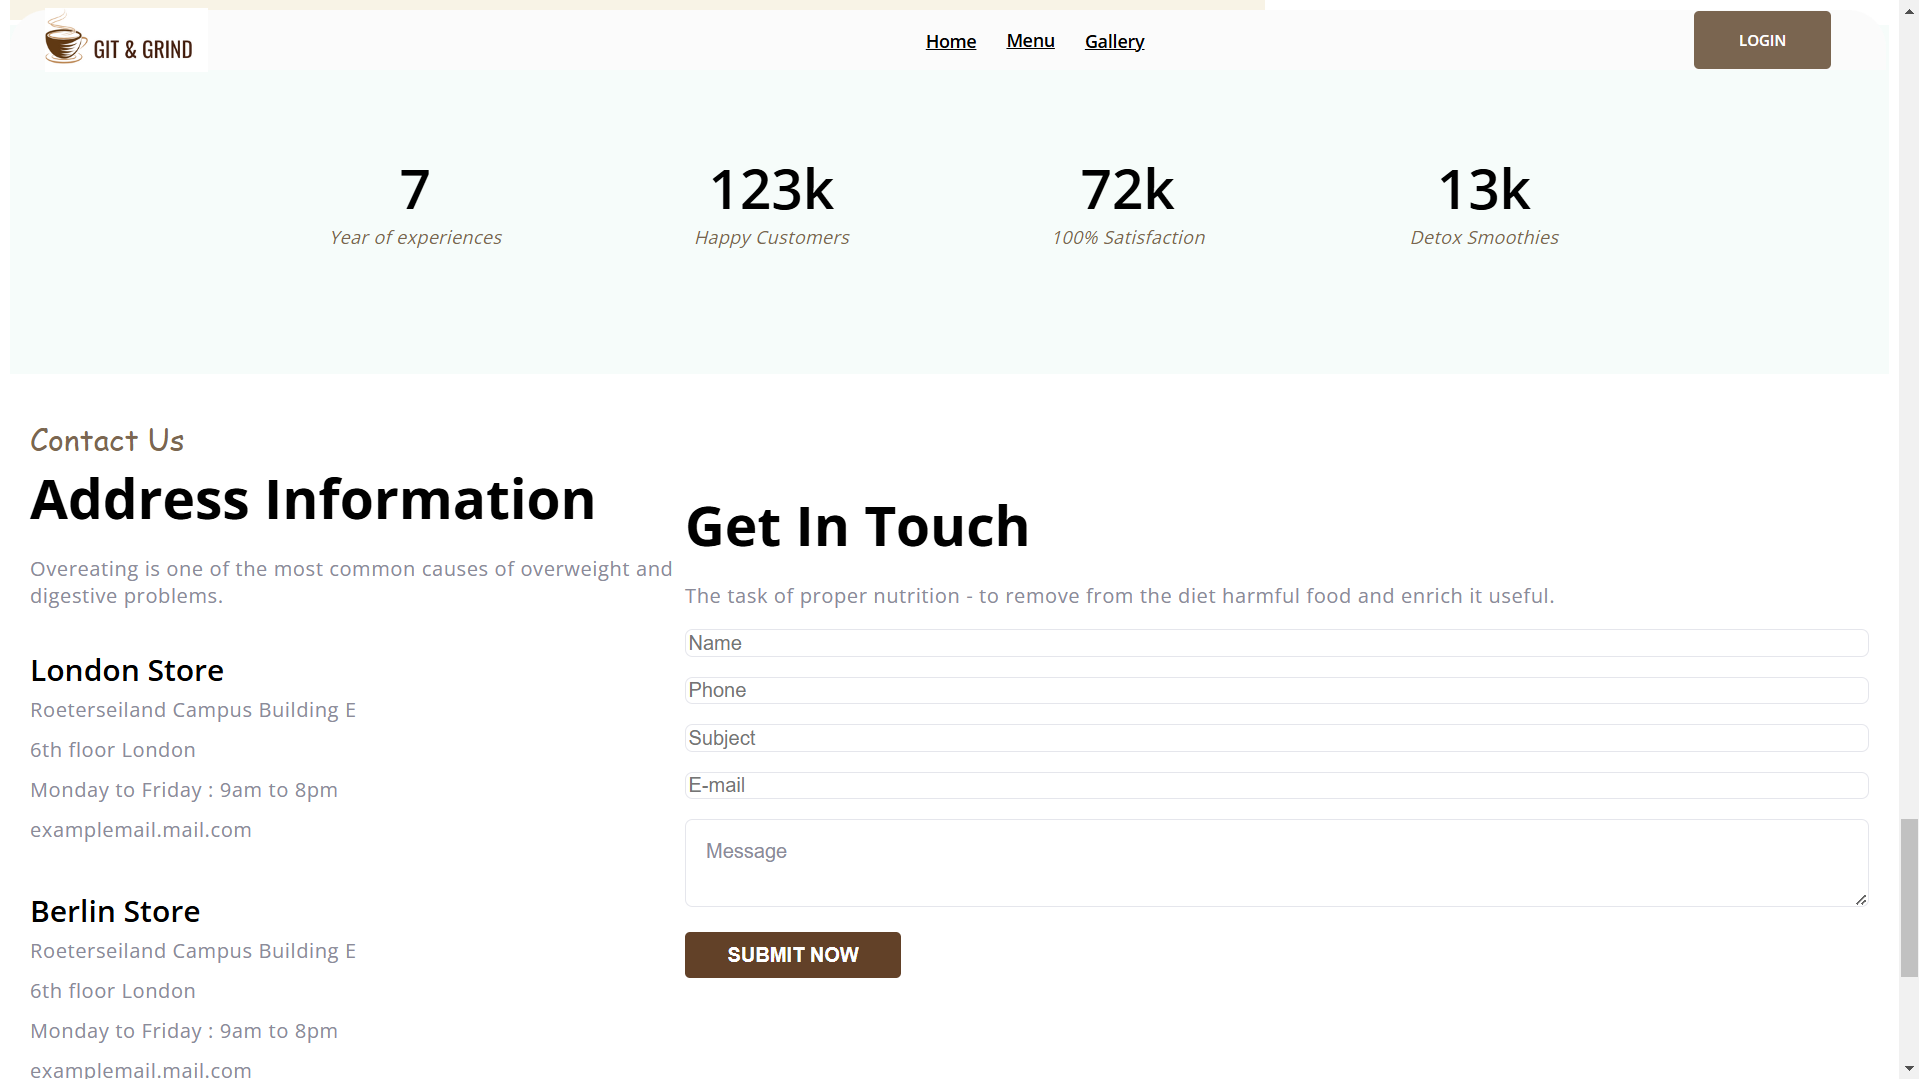 GIT & GRIND
Home
Menu
Gallery
LOGIN
7
Year of experiences
123k
Happy Customers
72k
100% Satisfaction
13k
Detox Smoothies
Contact Us
Address Information
Overeating is one of the most common causes of overweight and
digestive problems.
London Store
Roeterseiland Campus Building E
6th floor London
Monday to Friday : 9am to 8pm
examplemail.mail.com
Berlin Store
Roeterseiland Campus Building E
6th floor London
Monday to Friday : 9am to 8pm
examplemail.mail.com
Get In Touch
The task of proper nutrition - to remove from the diet harmful food and enrich it useful.
Name
Phone
Subject
E-mail
Message
SUBMIT NOW